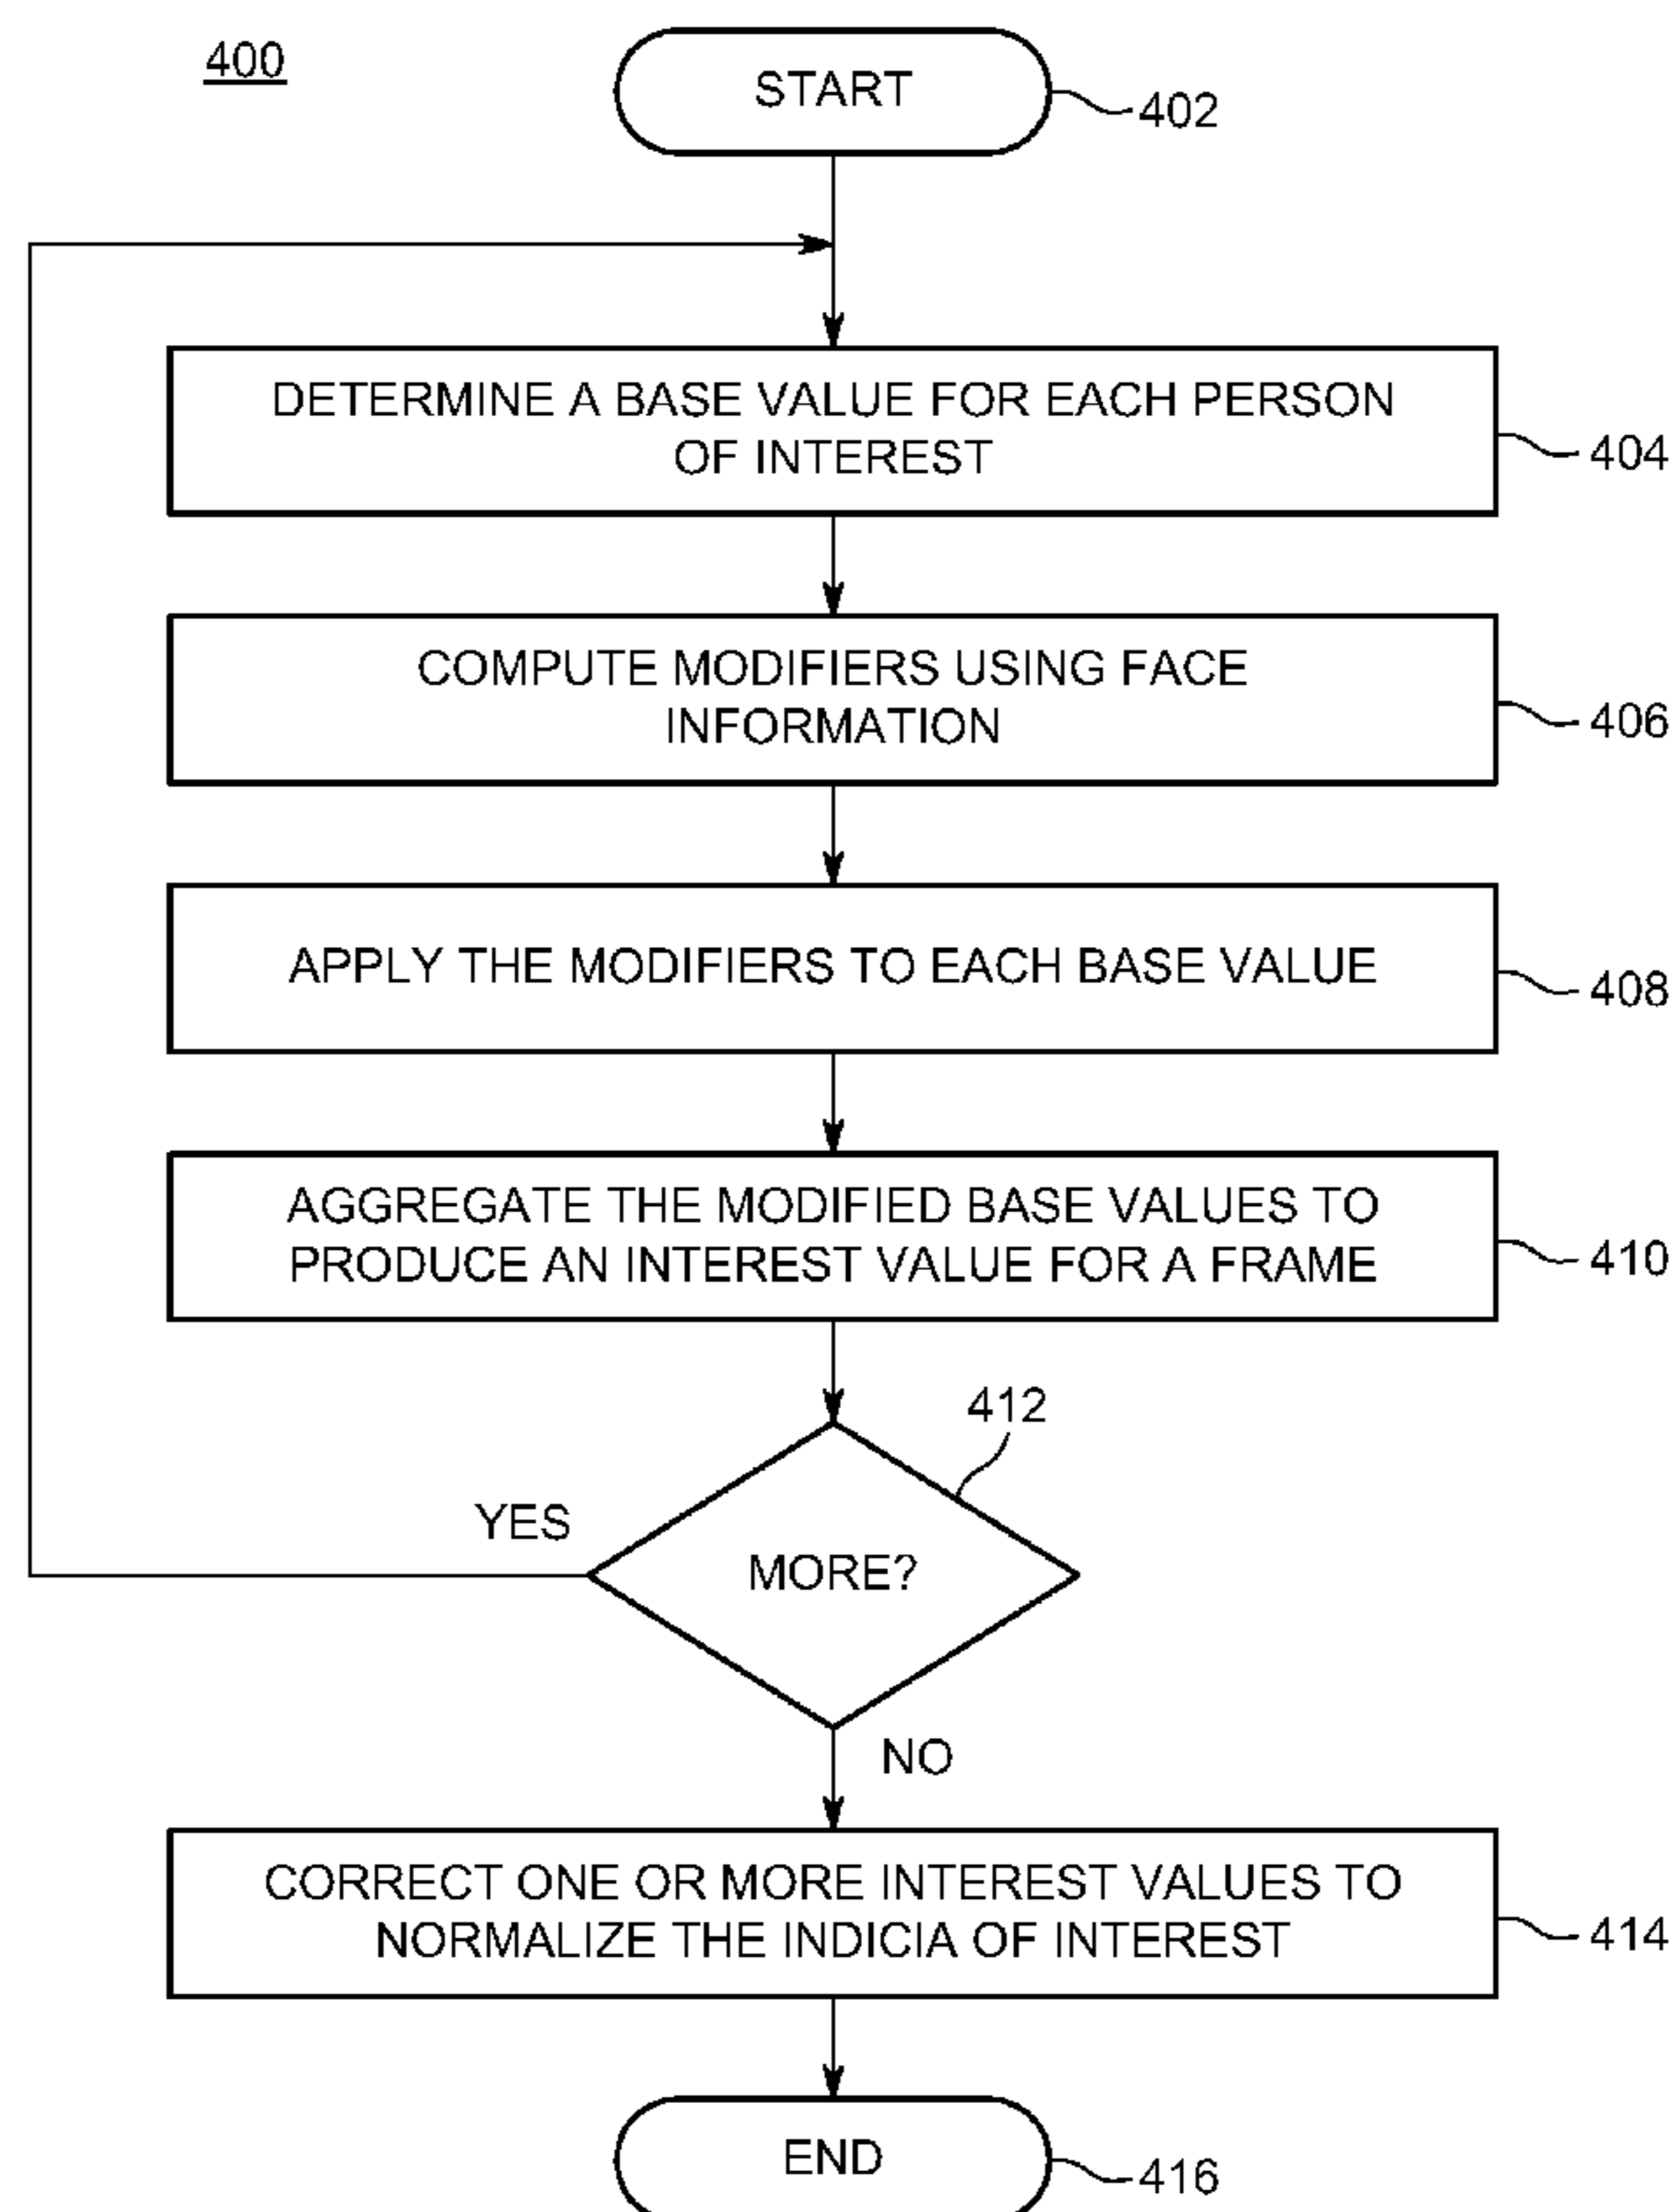 400
START
402
DETERMINE A BASE VALUE FOR EACH PERSON
OF INTEREST
404
COMPUTE MODIFIERS USING FACE
INFORMATION
406
APPLY THE MODIFIERS TO EACH BASE VALUE
408
AGGREGATE THE MODIFIED BASE VALUES TO
PRODUCE AN INTEREST VALUE FOR A FRAME
410
412
YES
MORE?
NO
CORRECT ONE OR MORE INTEREST VALUES TO
NORMALIZE THE INDICIA OF INTEREST
414
END
416